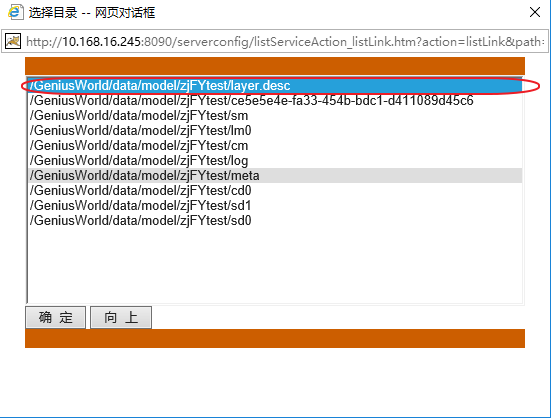 选择目录 -- 网页对话框
http://10.168.16.245:8090/serverconfig/listServiceAction_listLink.htm?action=listLink&path=
/GeniusWorld/data/model/zjFYtest/layer.desc
/GeniusWorld/data/model/zjFYtest/ce5e5e4e-fa33-454b-bdc1-d411089d45c6
/GeniusWorld/data/model/zjFYtest/sm
/GeniusWorld/data/model/zjFYtest/lm0
/GeniusWorld/data/model/zjFYtest/cm
/GeniusWorld/data/model/zjFYtest/log
/GeniusWorld/data/model/zjFYtest/meta
/GeniusWorld/data/model/zjFYtest/cd0
/GeniusWorld/data/model/zjFYtest/sd1
/GeniusWorld/data/model/zjFYtest/sd0
确 定 向 上